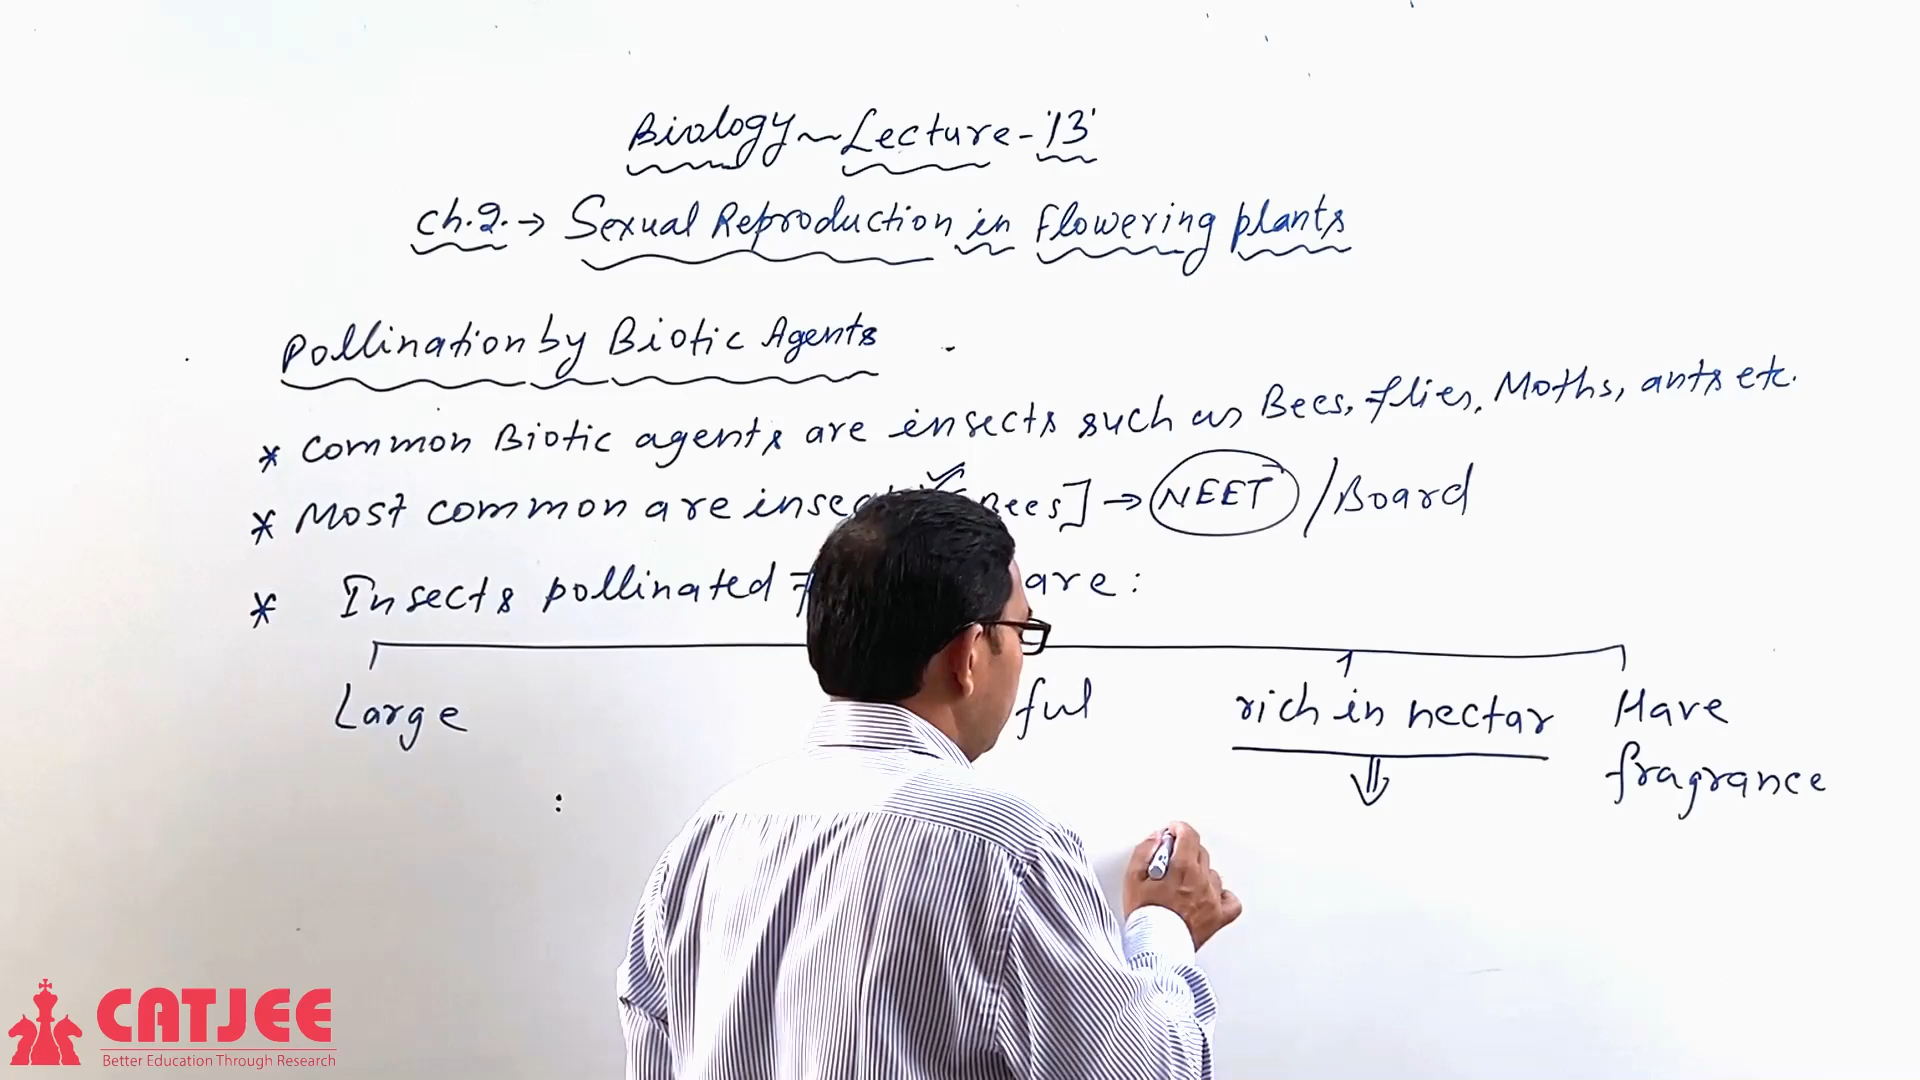 Biology ~ Lecture - '13'
Ch.2. → Sexual Reproduction in Flowering plants
Pollination by Biotic Agents
* Common Biotic agents are insects such as Bees, flies, Moths, ants etc.
* Most common are insec Bees] → NEET / Board
* Insects pollinated are :
Large ful rich in nectar Have
fragrance
CATJEE
Better Education Through Research